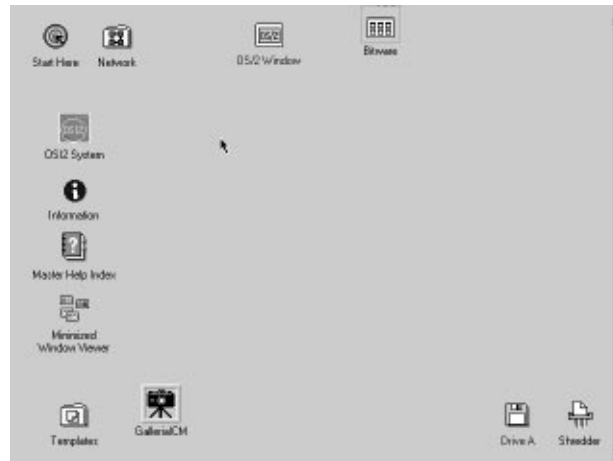 Start Here
Network
OS/2 Window
Bitware
OS/2 System
Information
Master Help Index
Minimized
Window Viewer
Templates
GalleriaCM
Drive A
Shredder